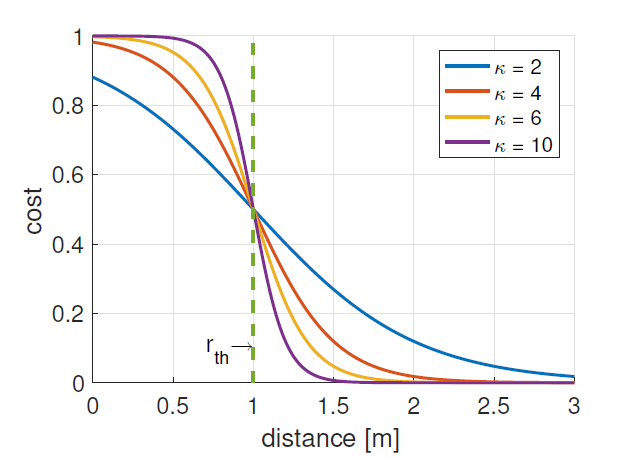 1
0.8
0.6
0.4
0.2
0
cost
κ = 2
κ = 4
κ = 6
κ = 10
r_th
0 0.5 1 1.5 2 2.5 3
distance [m]